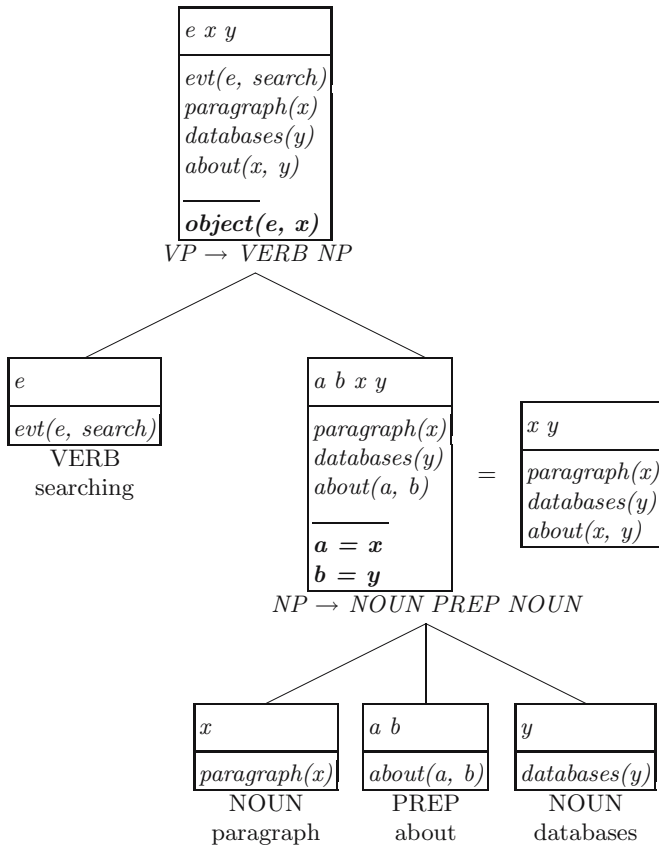 e x y
evt(e, search)
paragraph(x)
databases(y)
about(x, y)
object(e, x)
VP → VERB NP
e
evt(e, search)
VERB
searching
a b x y
paragraph(x)
databases(y)
about(a, b)
a = x
b = y
=
x y
paragraph(x)
databases(y)
about(x, y)
NP → NOUN PREP NOUN
x
paragraph(x)
NOUN
paragraph
a b
about(a, b)
PREP
about
y
databases(y)
NOUN
databases